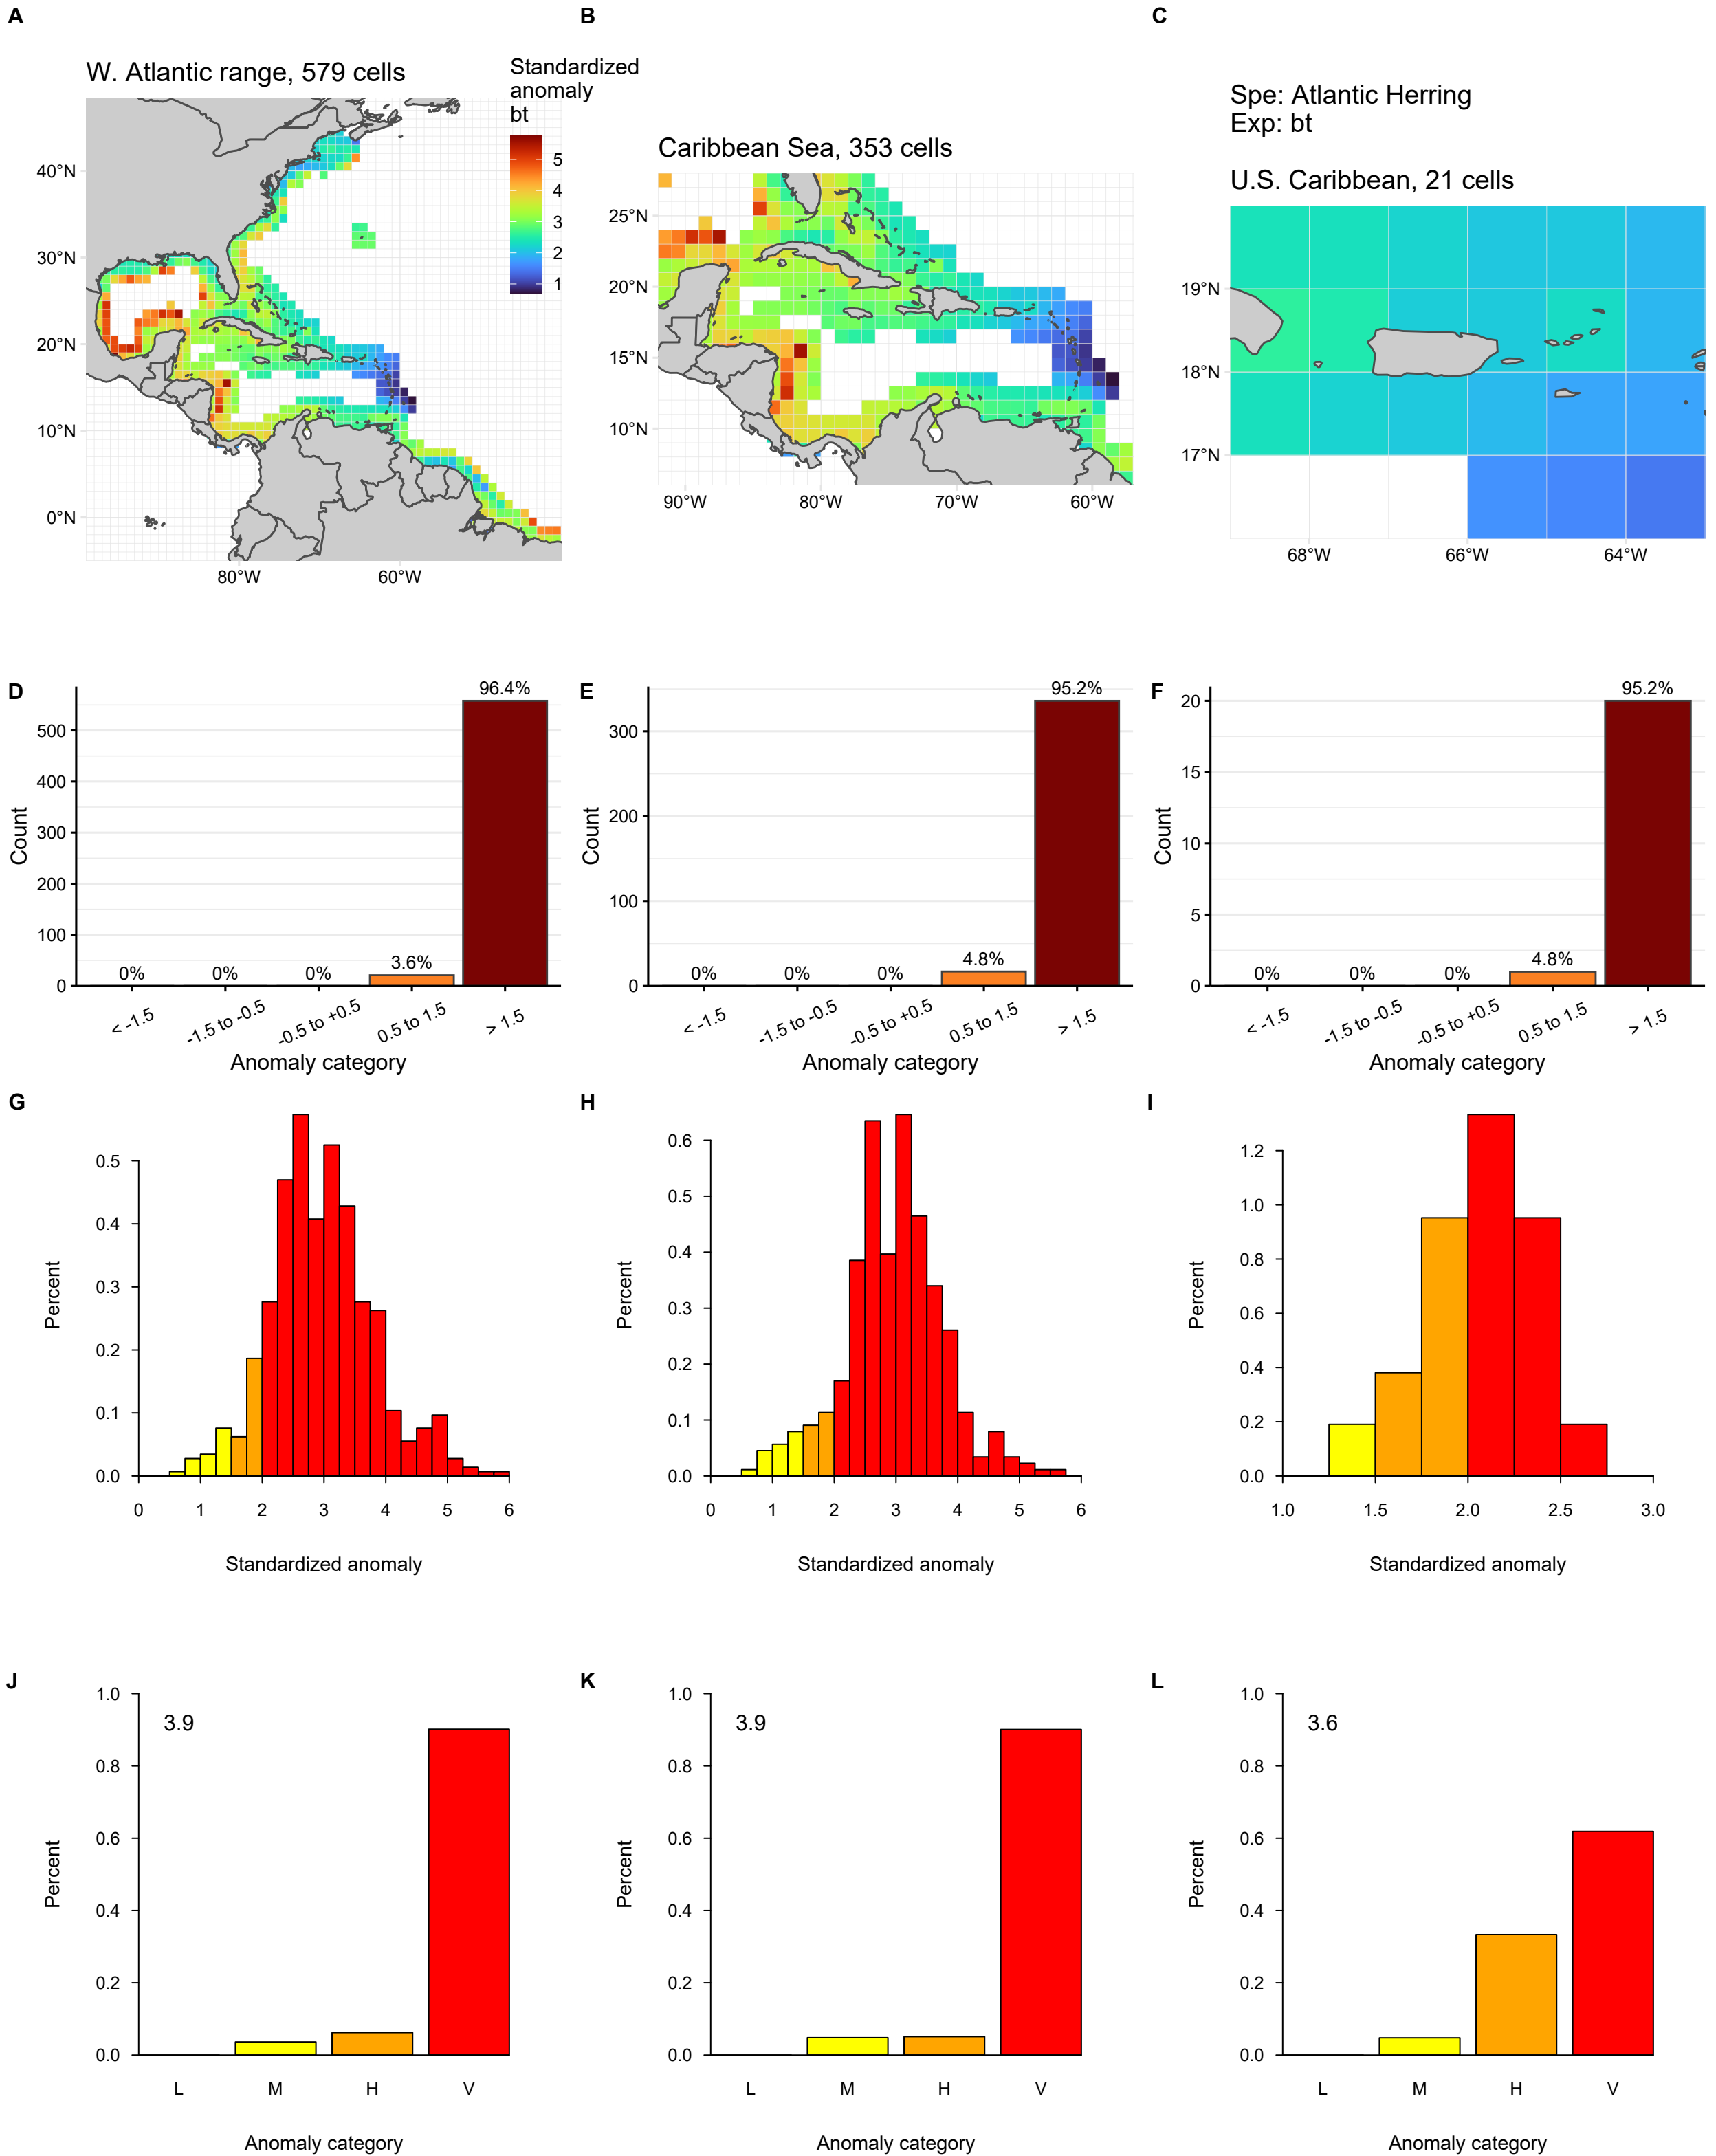 A
B
C
W. Atlantic range, 579 cells
Standardized
anomaly
bt
5
4
3
2
1
40°N
30°N
20°N
10°N
0°N
80°W
60°W
Caribbean Sea, 353 cells
25°N
20°N
15°N
10°N
90°W
80°W
70°W
60°W
Spe: Atlantic Herring
Exp: bt
U.S. Caribbean, 21 cells
19°N
18°N
17°N
68°W
66°W
64°W
D
Count
500
400
300
200
100
0
0%
0%
0%
3.6%
96.4%
< -1.5
-1.5 to -0.5
-0.5 to +0.5
0.5 to 1.5
> 1.5
Anomaly category
E
Count
300
200
100
0
0%
0%
0%
4.8%
95.2%
< -1.5
-1.5 to -0.5
-0.5 to +0.5
0.5 to 1.5
> 1.5
Anomaly category
F
Count
20
15
10
5
0
0%
0%
0%
4.8%
95.2%
< -1.5
-1.5 to -0.5
-0.5 to +0.5
0.5 to 1.5
> 1.5
Anomaly category
G
Percent
0.5
0.4
0.3
0.2
0.1
0.0
0
1
2
3
4
5
6
Standardized anomaly
H
Percent
0.6
0.5
0.4
0.3
0.2
0.1
0.0
0
1
2
3
4
5
6
Standardized anomaly
I
Percent
1.2
1.0
0.8
0.6
0.4
0.2
0.0
1.0
1.5
2.0
2.5
3.0
Standardized anomaly
J
Percent
3.9
1.0
0.8
0.6
0.4
0.2
0.0
L
M
H
V
Anomaly category
K
Percent
3.9
1.0
0.8
0.6
0.4
0.2
0.0
L
M
H
V
Anomaly category
L
Percent
3.6
1.0
0.8
0.6
0.4
0.2
0.0
L
M
H
V
Anomaly category